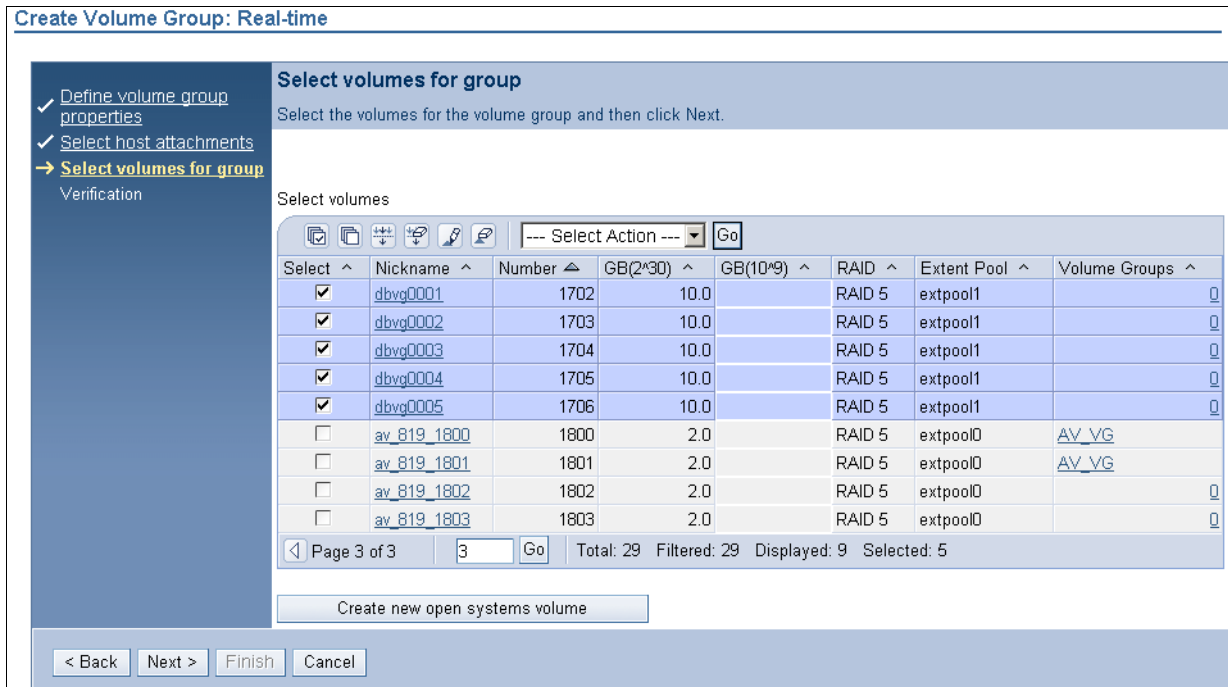 Create Volume Group: Real-time
Define volume group
properties
Select host attachments
Select volumes for group
Verification
Select volumes for group
Select the volumes for the volume group and then click Next.
Select volumes
--- Select Action --- Go
Select Nickname Number GB(2^30) GB(10^9) RAID Extent Pool Volume Groups
dbvg0001 1702 10.0 RAID 5 extpool1 0
dbvg0002 1703 10.0 RAID 5 extpool1 0
dbvg0003 1704 10.0 RAID 5 extpool1 0
dbvg0004 1705 10.0 RAID 5 extpool1 0
dbvg0005 1706 10.0 RAID 5 extpool1 0
av_819_1800 1800 2.0 RAID 5 extpool0 AV_VG
av_819_1801 1801 2.0 RAID 5 extpool0 AV_VG
av_819_1802 1802 2.0 RAID 5 extpool0 0
av_819_1803 1803 2.0 RAID 5 extpool0 0
Page 3 of 3 3 Go Total: 29 Filtered: 29 Displayed: 9 Selected: 5
Create new open systems volume
< Back Next > Finish Cancel